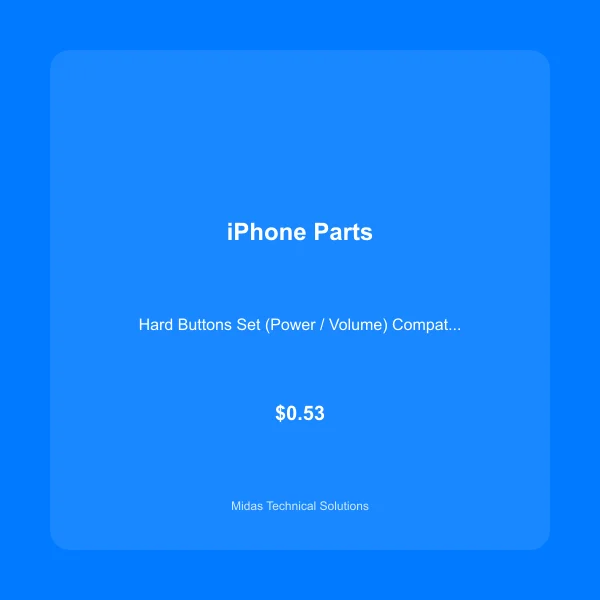 iPhone Parts
Hard Buttons Set (Power / Volume) Compat...
$0.53
Midas Technical Solutions